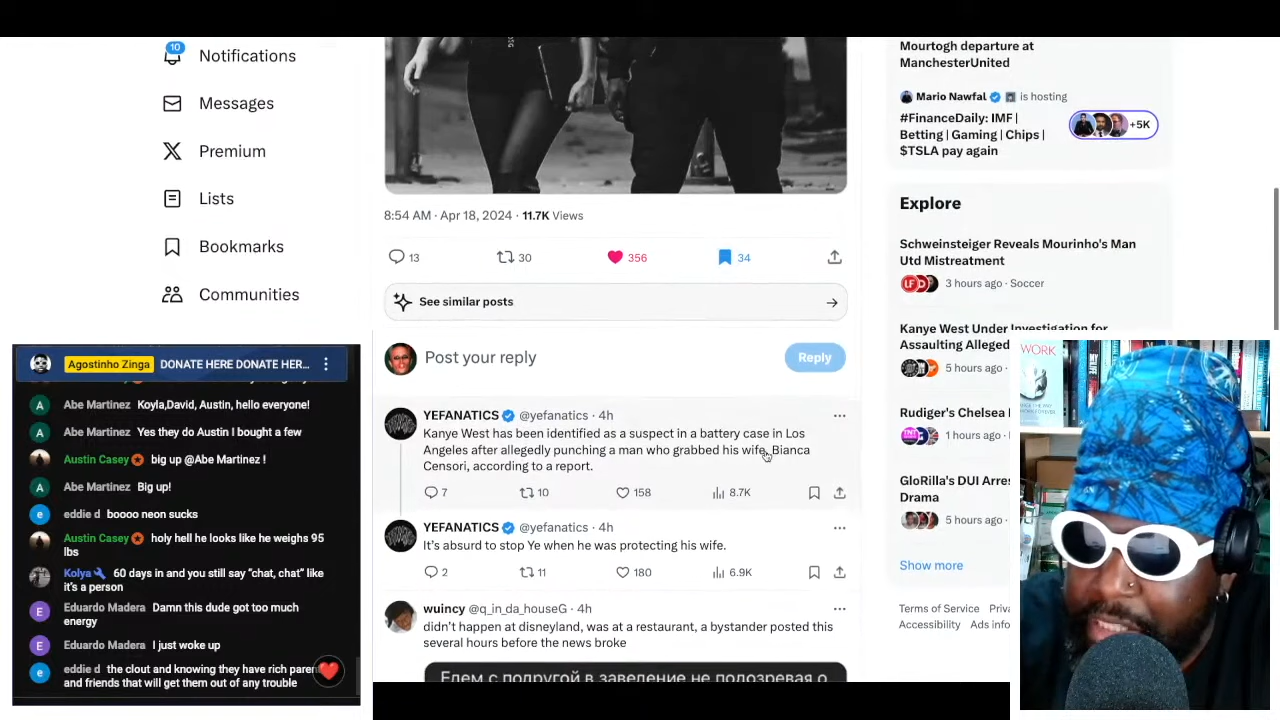 10
Notifications
Messages
Premium
Lists
Bookmarks
Communities
8:54 AM · Apr 18, 2024 · 11.7K Views
13
30
356
34
See similar posts
Post your reply
Reply
YEFANATICS @yefanatics · 4h
Kanye West has been identified as a suspect in a battery case in Los
Angeles after allegedly punching a man who grabbed his wife, Bianca
Censori, according to a report.
7
10
158
8.7K
YEFANATICS @yefanatics · 4h
It's absurd to stop Ye when he was protecting his wife.
2
11
180
6.9K
wuincy @q_in_da_houseG · 4h
didn't happen at disneyland, was at a restaurant, a bystander posted this
several hours before the news broke
Едем с подругой в заведение не подозревая о
Mourtogh departure at
ManchesterUnited
Mario Nawfal is hosting
#FinanceDaily: IMF |
Betting | Gaming | Chips |
$TSLA pay again
+5K
Explore
Schweinsteiger Reveals Mourinho's Man
Utd Mistreatment
3 hours ago · Soccer
Kanye West Under Investigation for
Assaulting Alleged
5 hours ago ·
Rudiger's Chelsea
1 hours ago ·
GloRilla's DUI Arres
Drama
5 hours ago ·
Show more
Terms of Service
Accessibility Ads info
Agostinho Zinga DONATE HERE DONATE HER...
Abe Martinez Koyla,David, Austin, hello everyone!
Abe Martinez Yes they do Austin I bought a few
Austin Casey big up @Abe Martinez !
Abe Martinez Big up!
eddie d boooo neon sucks
Austin Casey holy hell he looks like he weighs 95
lbs
Kolya 60 days in and you still say "chat, chat" like
it's a person
Eduardo Madera Damn this dude got too much
energy
Eduardo Madera I just woke up
eddie d the clout and knowing they have rich paren
and friends that will get them out of any trouble
WORK